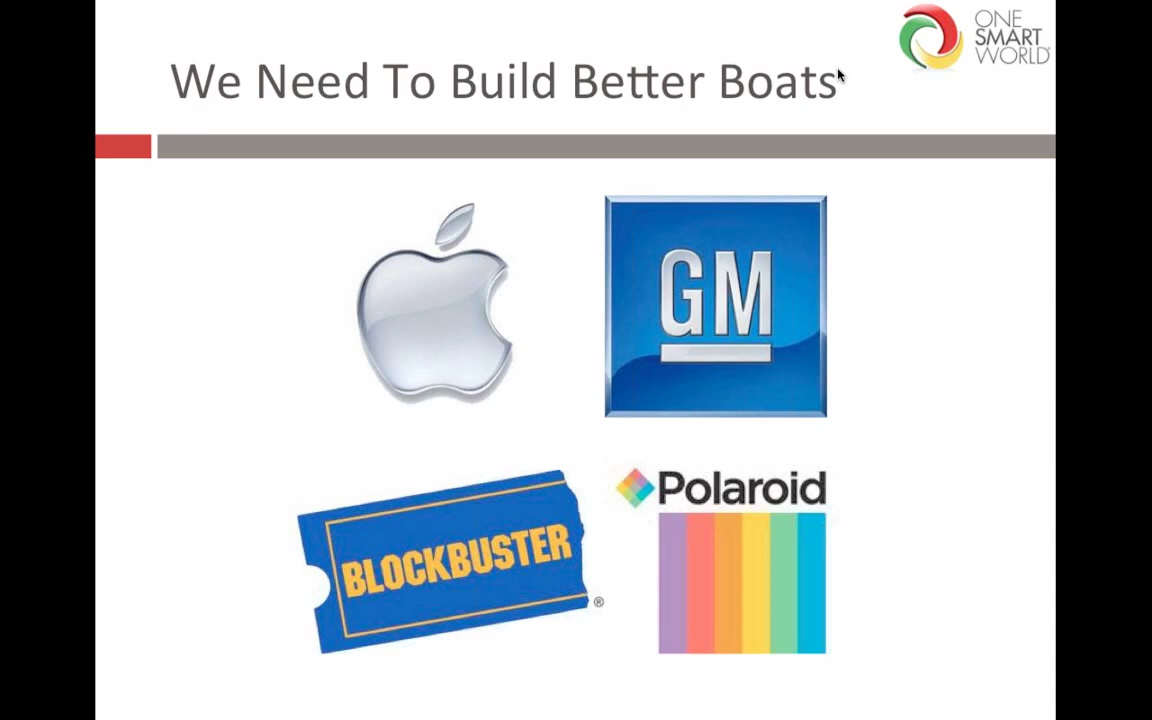 ONE
SMART
WORLD®
We Need To Build Better Boats
GM
BLOCKBUSTER
®
Polaroid